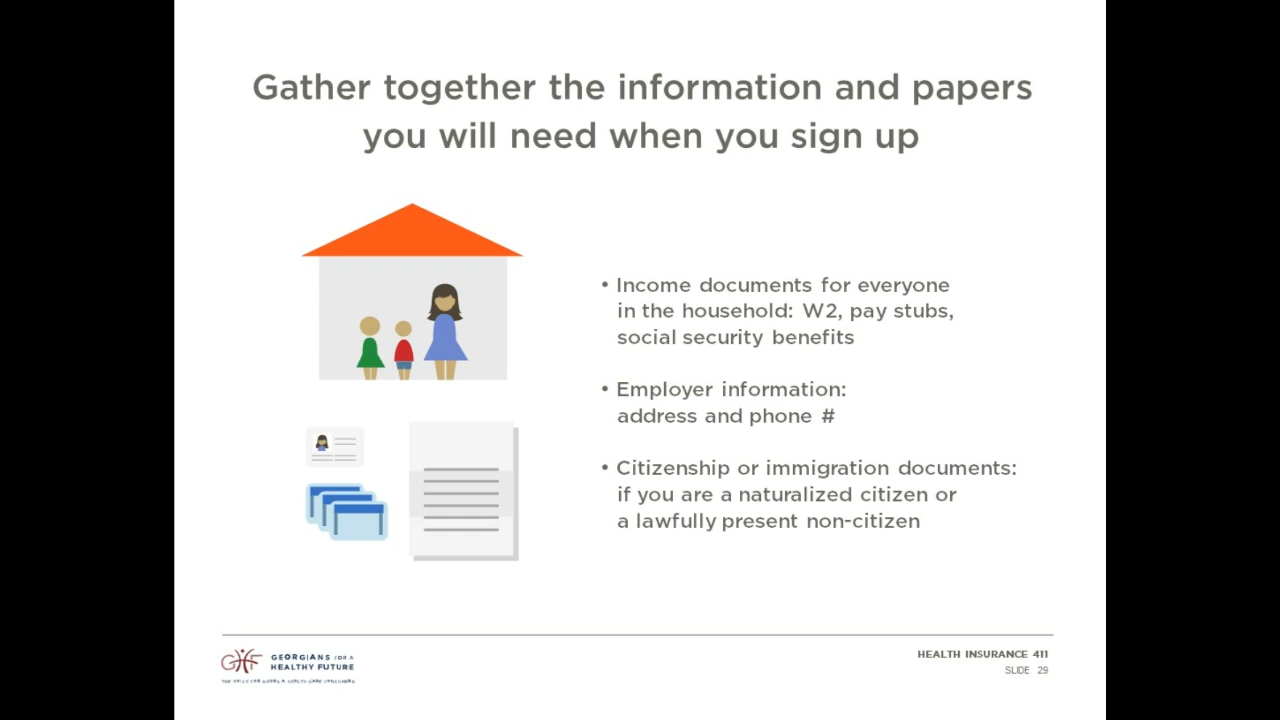 Gather together the information and papers
you will need when you sign up
• Income documents for everyone
in the household: W2, pay stubs,
social security benefits
• Employer information:
address and phone #
• Citizenship or immigration documents:
if you are a naturalized citizen or
a lawfully present non-citizen
GHF
GEORGIANS FOR A
HEALTHY FUTURE
HEALTH INSURANCE 411
SLIDE 29